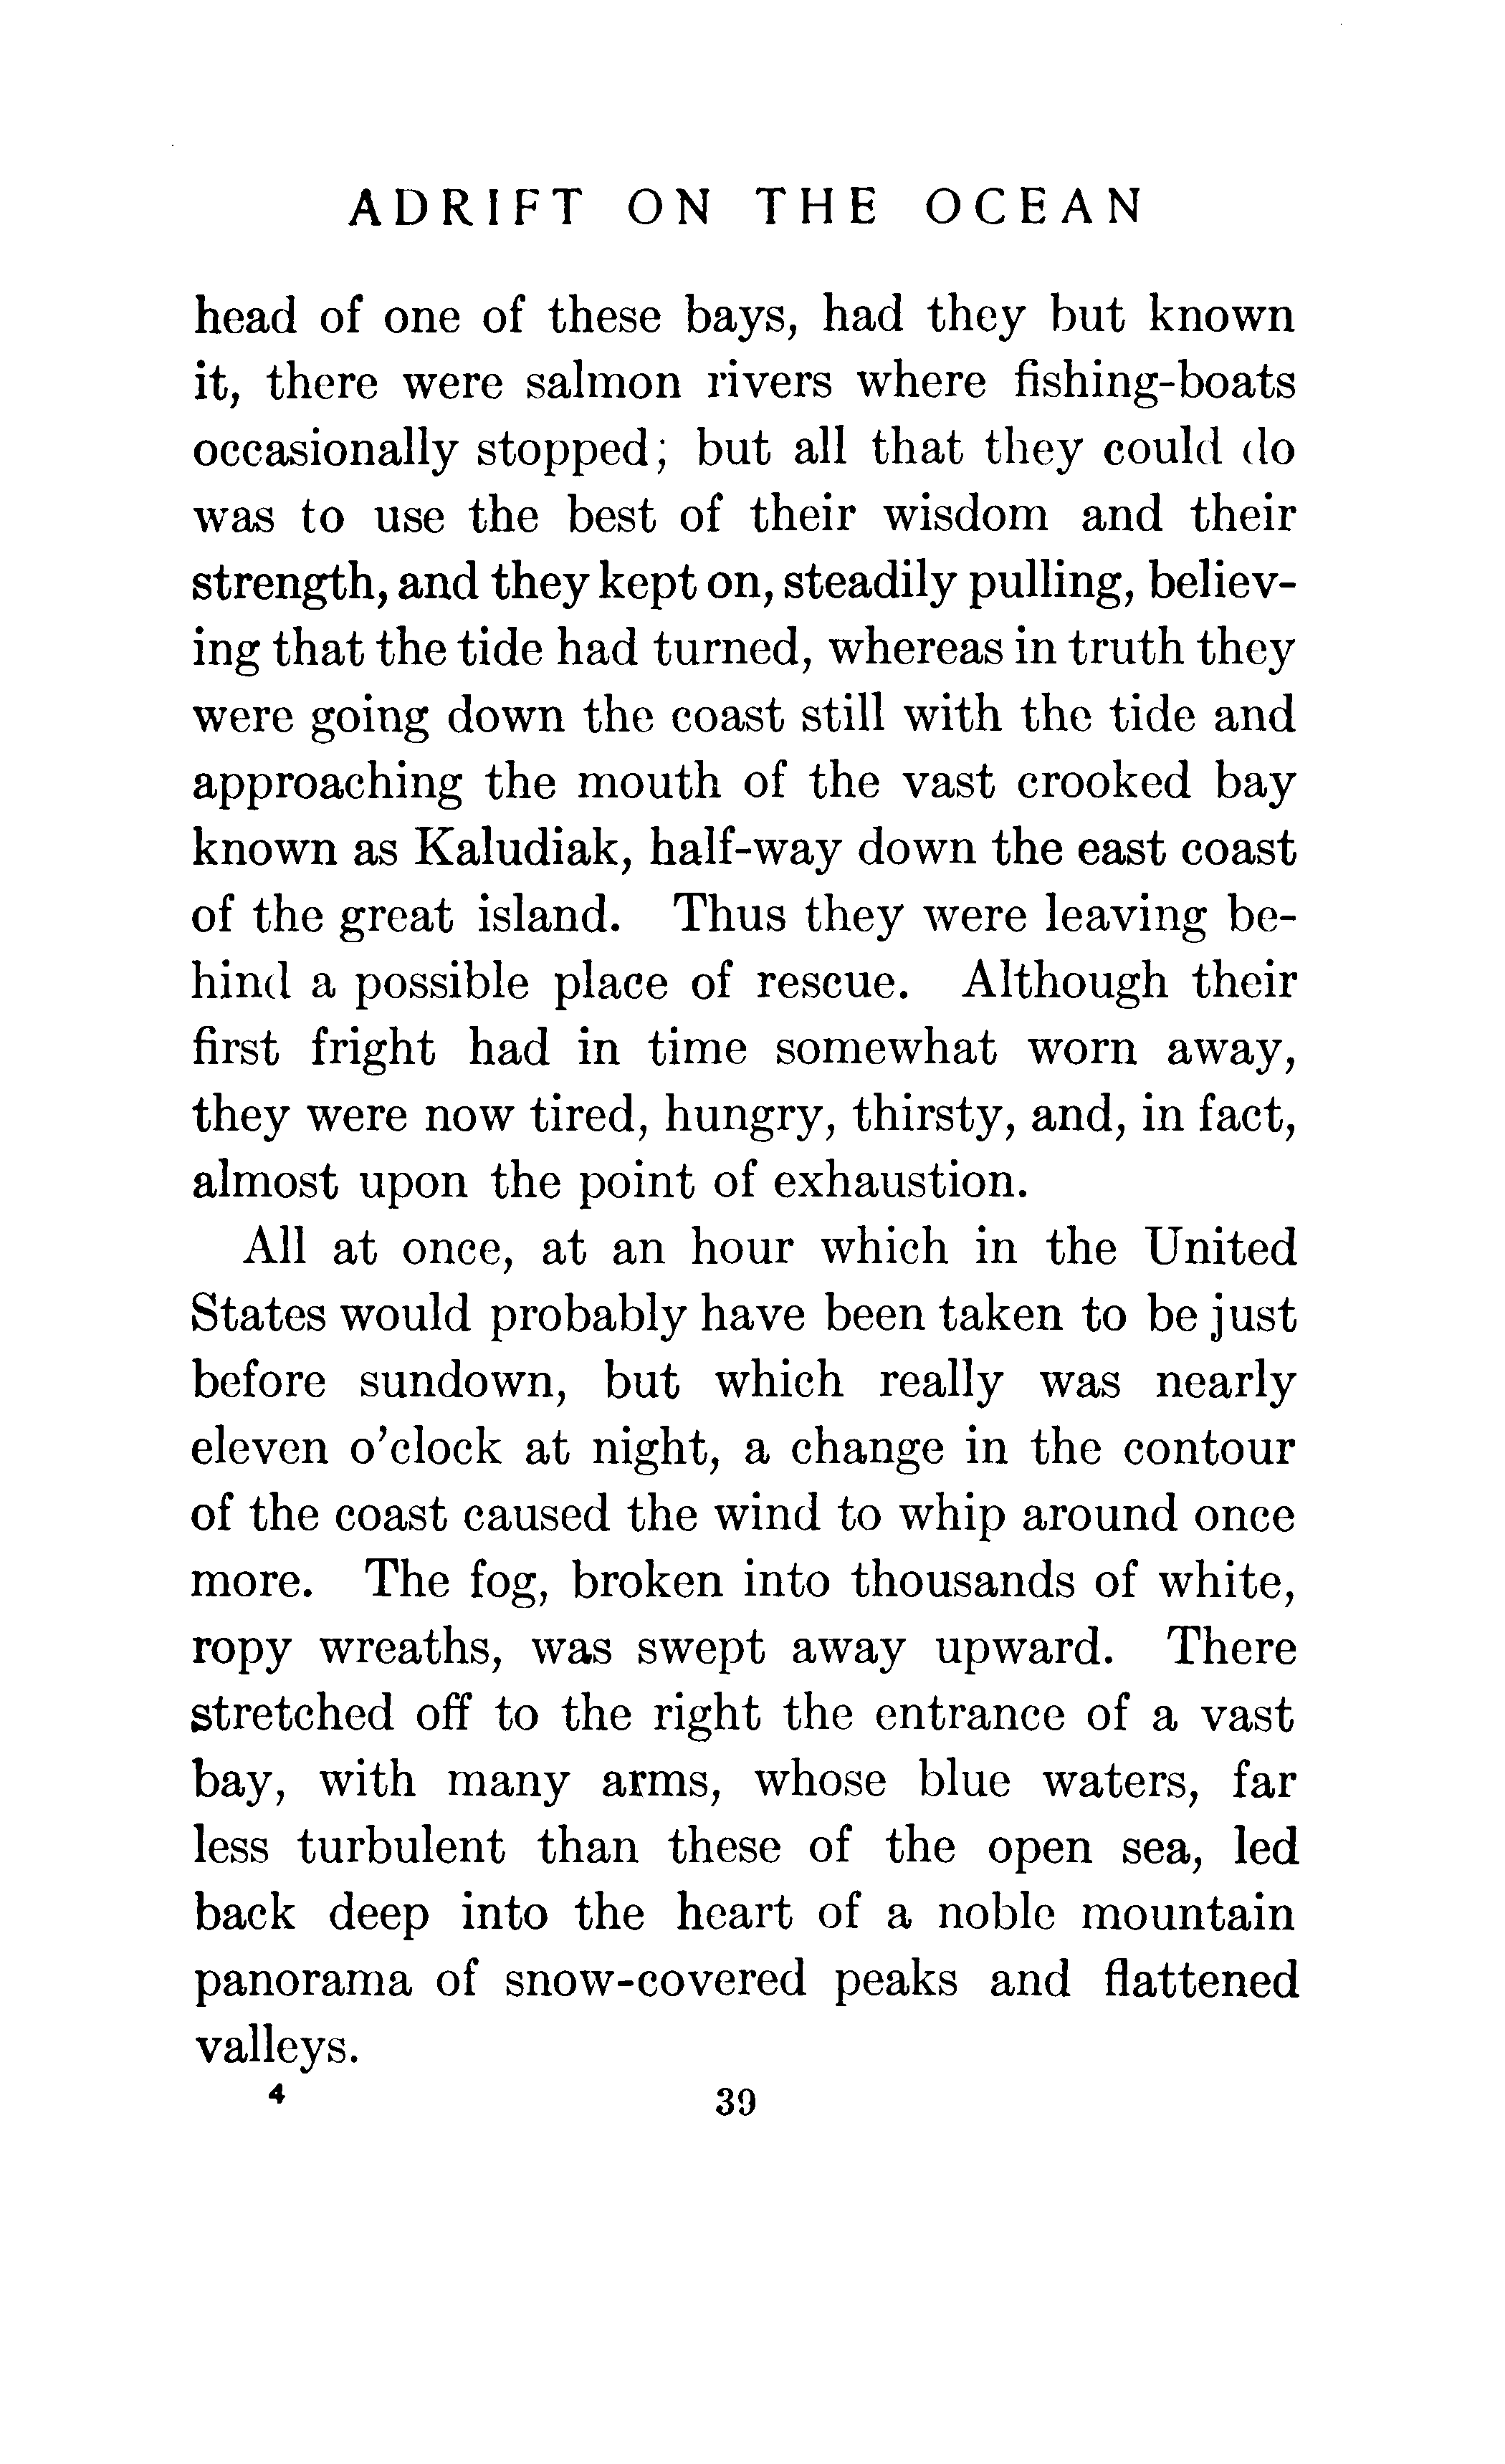 ADRIFT ON THE OCEAN
head of one of these bays, had they but known
it, there were salmon rivers where fishing-boats
occasionally stopped; but all that they could do
was to use the best of their wisdom and their
strength, and they kept on, steadily pulling, believ-
ing that the tide had turned, whereas in truth they
were going down the coast still with the tide and
approaching the mouth of the vast crooked bay
known as Kaludiak, half-way down the east coast
of the great island. Thus they were leaving be-
hind a possible place of rescue. Although their
first fright had in time somewhat worn away,
they were now tired, hungry, thirsty, and, in fact,
almost upon the point of exhaustion.
All at once, at an hour which in the United
States would probably have been taken to be just
before sundown, but which really was nearly
eleven o'clock at night, a change in the contour
of the coast caused the wind to whip around once
more. The fog, broken into thousands of white,
ropy wreaths, was swept away upward. There
stretched off to the right the entrance of a vast
bay, with many arms, whose blue waters, far
less turbulent than these of the open sea, led
back deep into the heart of a noble mountain
panorama of snow-covered peaks and flattened
valleys.
4 39